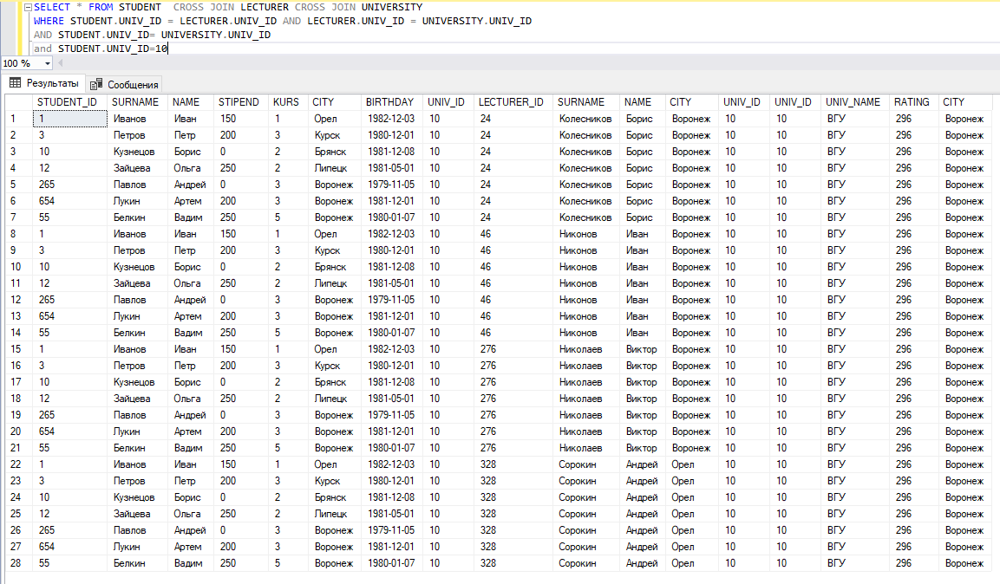 SELECT * FROM STUDENT CROSS JOIN LECTURER CROSS JOIN UNIVERSITY
WHERE STUDENT.UNIV_ID = LECTURER.UNIV_ID AND LECTURER.UNIV_ID = UNIVERSITY.UNIV_ID
AND STUDENT.UNIV_ID= UNIVERSITY.UNIV_ID
and STUDENT.UNIV_ID=10
100 %
Результаты Сообщения
STUDENT_ID SURNAME NAME STIPEND KURS CITY BIRTHDAY UNIV_ID LECTURER_ID SURNAME NAME CITY UNIV_ID UNIV_ID UNIV_NAME RATING CITY
1 1 Иванов Иван 150 1 Орел 1982-12-03 10 24 Колесников Борис Воронеж 10 10 ВГУ 296 Воронеж
2 3 Петров Петр 200 3 Курск 1980-12-01 10 24 Колесников Борис Воронеж 10 10 ВГУ 296 Воронеж
3 10 Кузнецов Борис 0 2 Брянск 1981-12-08 10 24 Колесников Борис Воронеж 10 10 ВГУ 296 Воронеж
4 12 Зайцева Ольга 250 2 Липецк 1981-05-01 10 24 Колесников Борис Воронеж 10 10 ВГУ 296 Воронеж
5 265 Павлов Андрей 0 3 Воронеж 1979-11-05 10 24 Колесников Борис Воронеж 10 10 ВГУ 296 Воронеж
6 654 Лукин Артем 200 3 Воронеж 1981-12-01 10 24 Колесников Борис Воронеж 10 10 ВГУ 296 Воронеж
7 55 Белкин Вадим 250 5 Воронеж 1980-01-07 10 24 Колесников Борис Воронеж 10 10 ВГУ 296 Воронеж
8 1 Иванов Иван 150 1 Орел 1982-12-03 10 46 Никонов Иван Воронеж 10 10 ВГУ 296 Воронеж
9 3 Петров Петр 200 3 Курск 1980-12-01 10 46 Никонов Иван Воронеж 10 10 ВГУ 296 Воронеж
10 10 Кузнецов Борис 0 2 Брянск 1981-12-08 10 46 Никонов Иван Воронеж 10 10 ВГУ 296 Воронеж
11 12 Зайцева Ольга 250 2 Липецк 1981-05-01 10 46 Никонов Иван Воронеж 10 10 ВГУ 296 Воронеж
12 265 Павлов Андрей 0 3 Воронеж 1979-11-05 10 46 Никонов Иван Воронеж 10 10 ВГУ 296 Воронеж
13 654 Лукин Артем 200 3 Воронеж 1981-12-01 10 46 Никонов Иван Воронеж 10 10 ВГУ 296 Воронеж
14 55 Белкин Вадим 250 5 Воронеж 1980-01-07 10 46 Никонов Иван Воронеж 10 10 ВГУ 296 Воронеж
15 1 Иванов Иван 150 1 Орел 1982-12-03 10 276 Николаев Виктор Воронеж 10 10 ВГУ 296 Воронеж
16 3 Петров Петр 200 3 Курск 1980-12-01 10 276 Николаев Виктор Воронеж 10 10 ВГУ 296 Воронеж
17 10 Кузнецов Борис 0 2 Брянск 1981-12-08 10 276 Николаев Виктор Воронеж 10 10 ВГУ 296 Воронеж
18 12 Зайцева Ольга 250 2 Липецк 1981-05-01 10 276 Николаев Виктор Воронеж 10 10 ВГУ 296 Воронеж
19 265 Павлов Андрей 0 3 Воронеж 1979-11-05 10 276 Николаев Виктор Воронеж 10 10 ВГУ 296 Воронеж
20 654 Лукин Артем 200 3 Воронеж 1981-12-01 10 276 Николаев Виктор Воронеж 10 10 ВГУ 296 Воронеж
21 55 Белкин Вадим 250 5 Воронеж 1980-01-07 10 276 Николаев Виктор Воронеж 10 10 ВГУ 296 Воронеж
22 1 Иванов Иван 150 1 Орел 1982-12-03 10 328 Сорокин Андрей Орел 10 10 ВГУ 296 Воронеж
23 3 Петров Петр 200 3 Курск 1980-12-01 10 328 Сорокин Андрей Орел 10 10 ВГУ 296 Воронеж
24 10 Кузнецов Борис 0 2 Брянск 1981-12-08 10 328 Сорокин Андрей Орел 10 10 ВГУ 296 Воронеж
25 12 Зайцева Ольга 250 2 Липецк 1981-05-01 10 328 Сорокин Андрей Орел 10 10 ВГУ 296 Воронеж
26 265 Павлов Андрей 0 3 Воронеж 1979-11-05 10 328 Сорокин Андрей Орел 10 10 ВГУ 296 Воронеж
27 654 Лукин Артем 200 3 Воронеж 1981-12-01 10 328 Сорокин Андрей Орел 10 10 ВГУ 296 Воронеж
28 55 Белкин Вадим 250 5 Воронеж 1980-01-07 10 328 Сорокин Андрей Орел 10 10 ВГУ 296 Воронеж